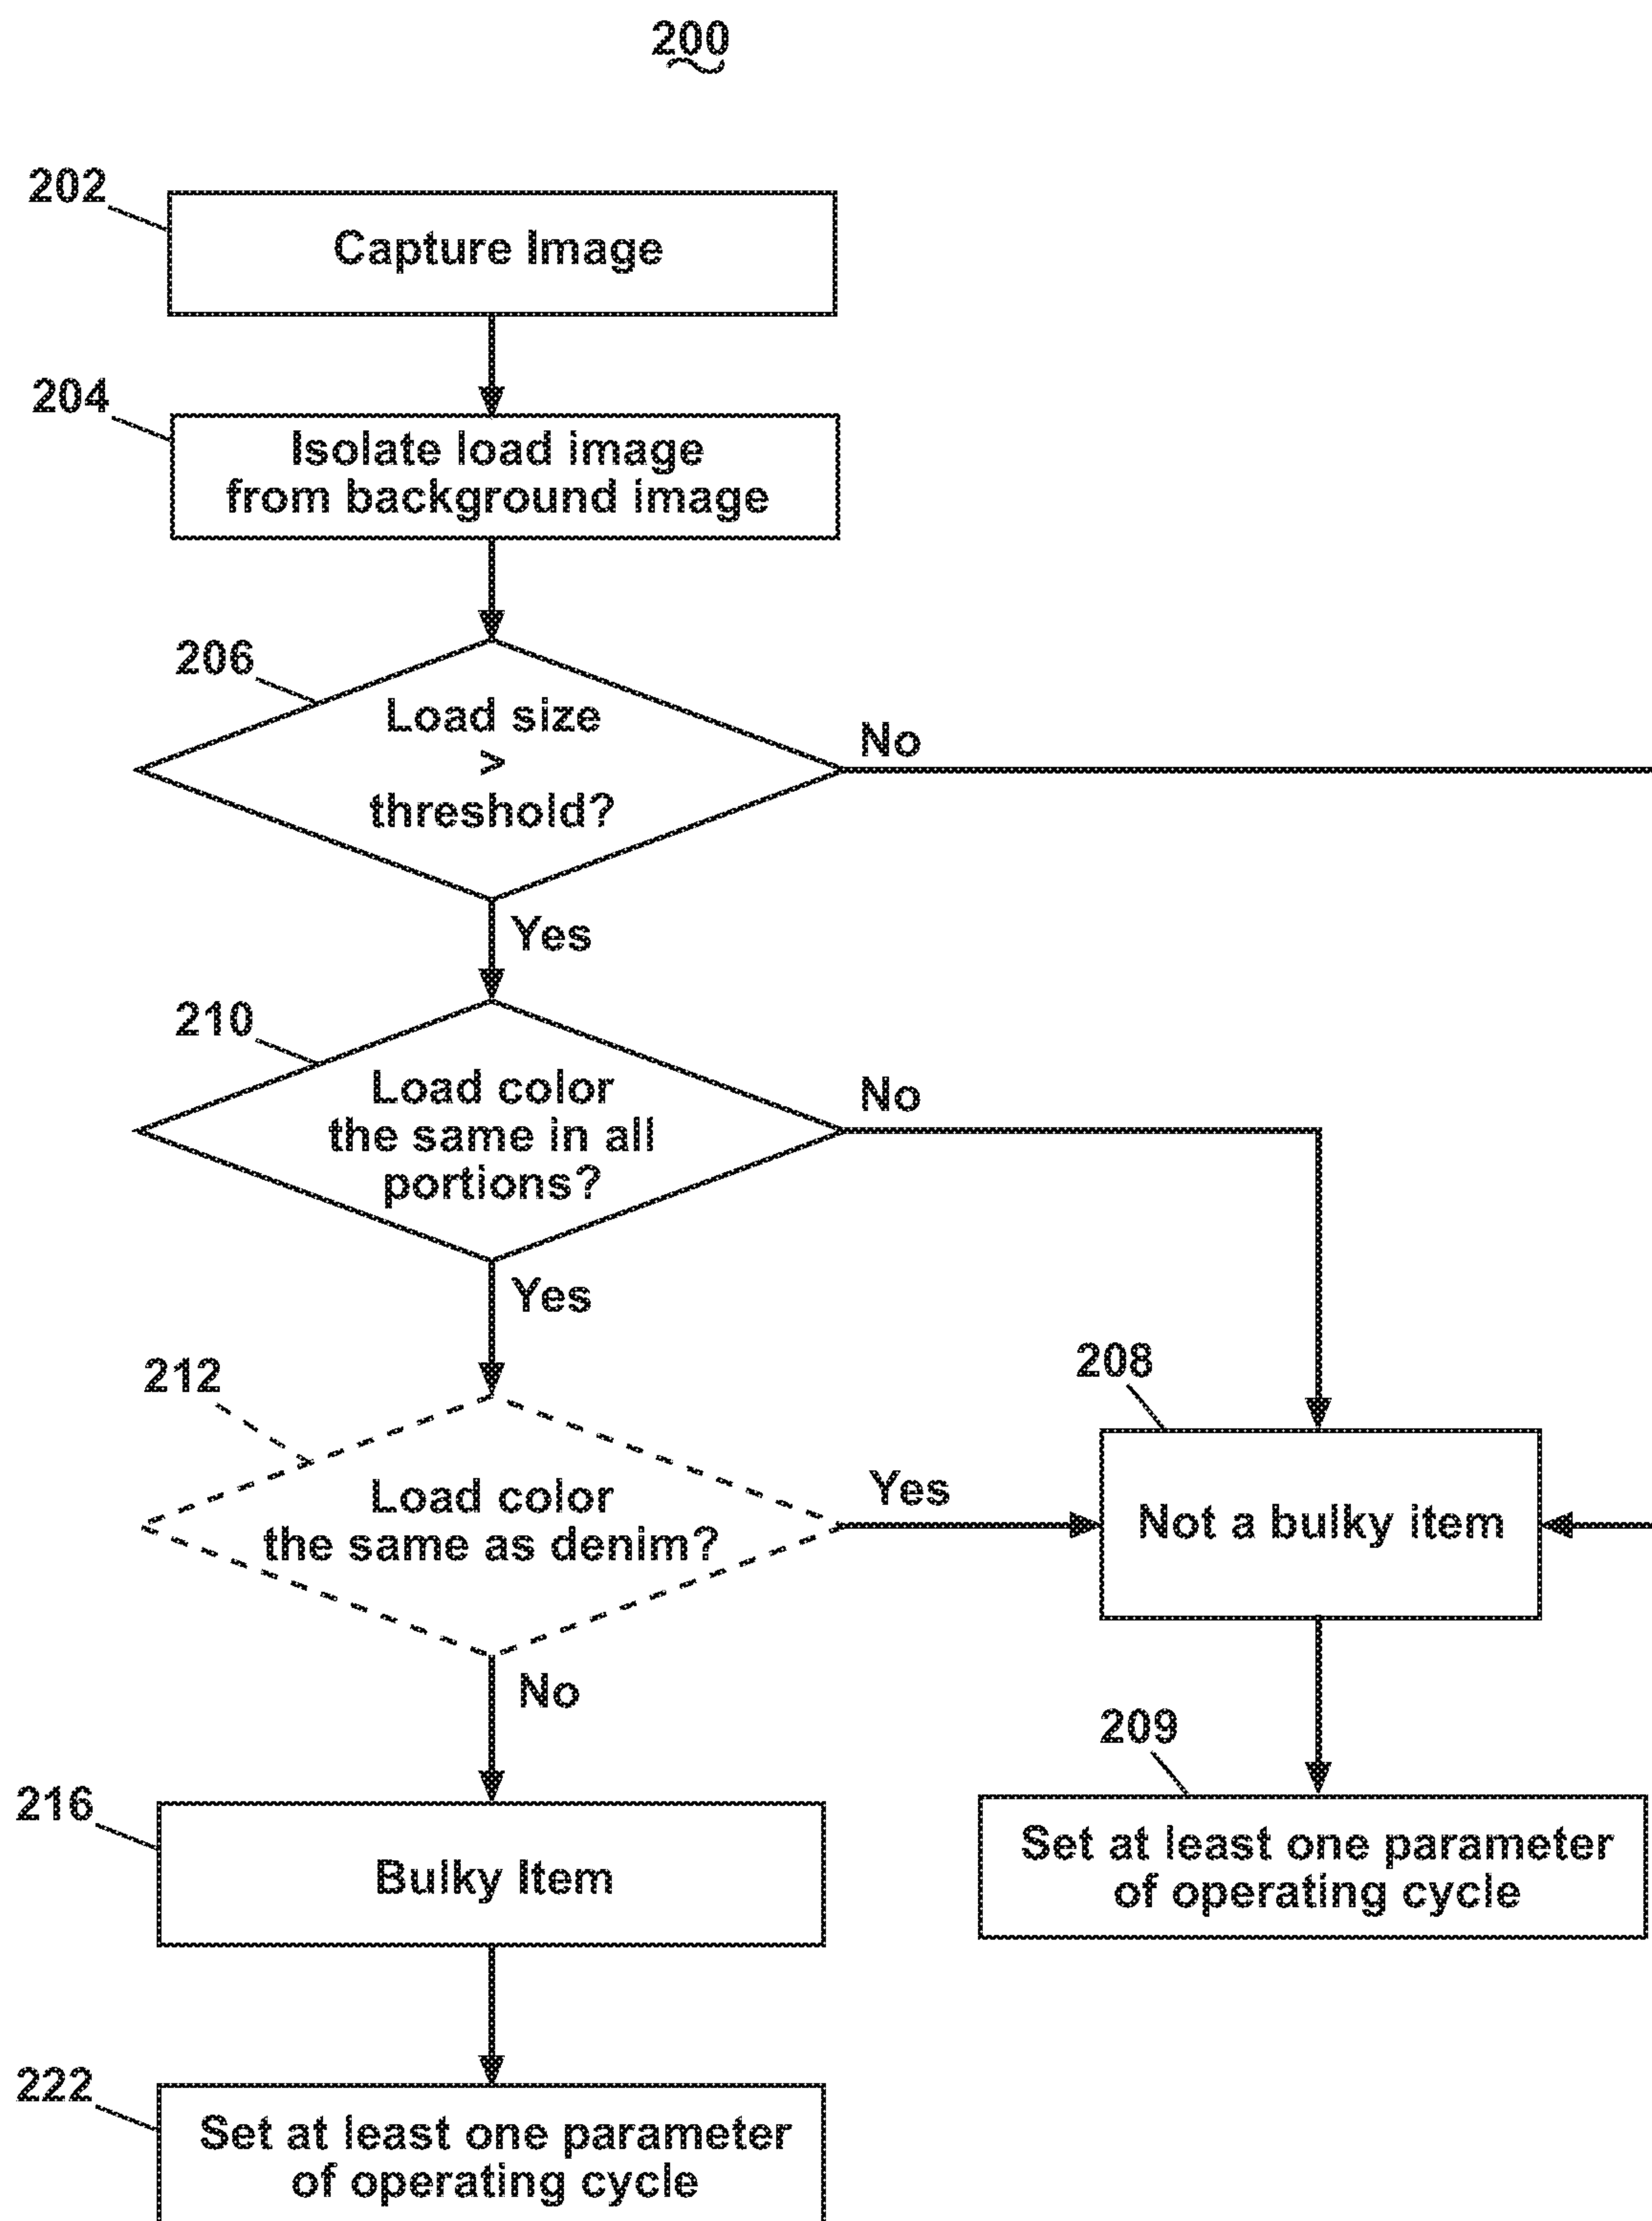 200
202
Capture Image
204
Isolate load image
from background image
206
Load size
>
threshold?
No
Yes
210
Load color
the same in all
portions?
No
Yes
212
Load color
the same as denim?
Yes
208
Not a bulky item
No
209
Set at least one parameter
of operating cycle
216
Bulky Item
222
Set at least one parameter
of operating cycle